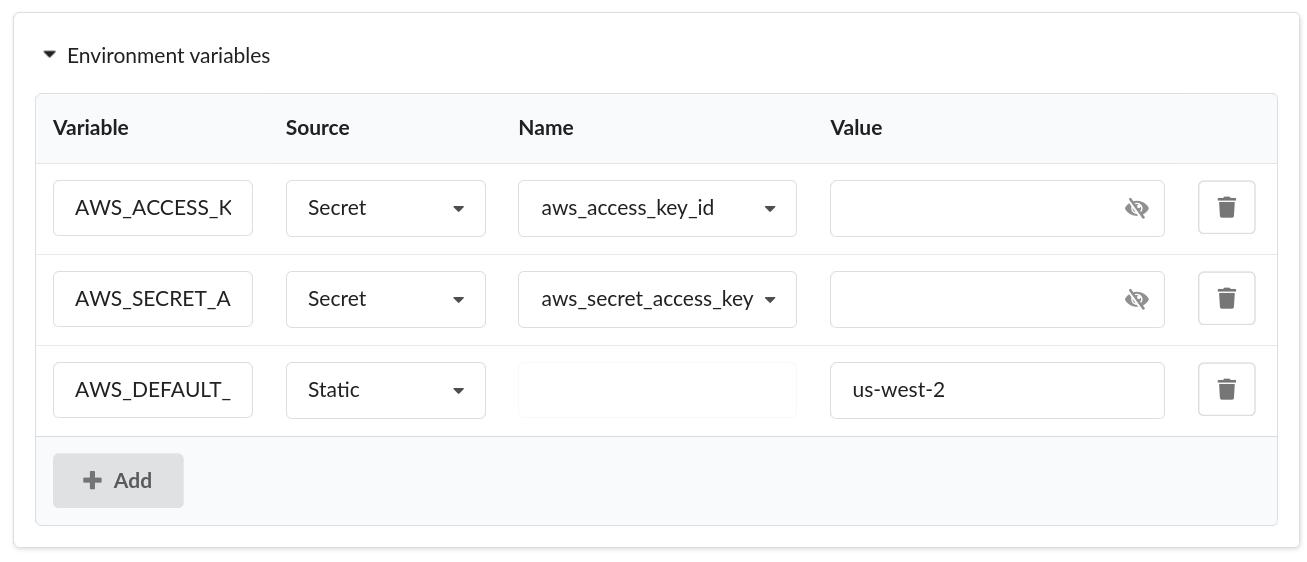 Environment variables
Variable Source Name Value
AWS_ACCESS_K Secret aws_access_key_id
AWS_SECRET_A Secret aws_secret_access_key
AWS_DEFAULT_ Static us-west-2
Add